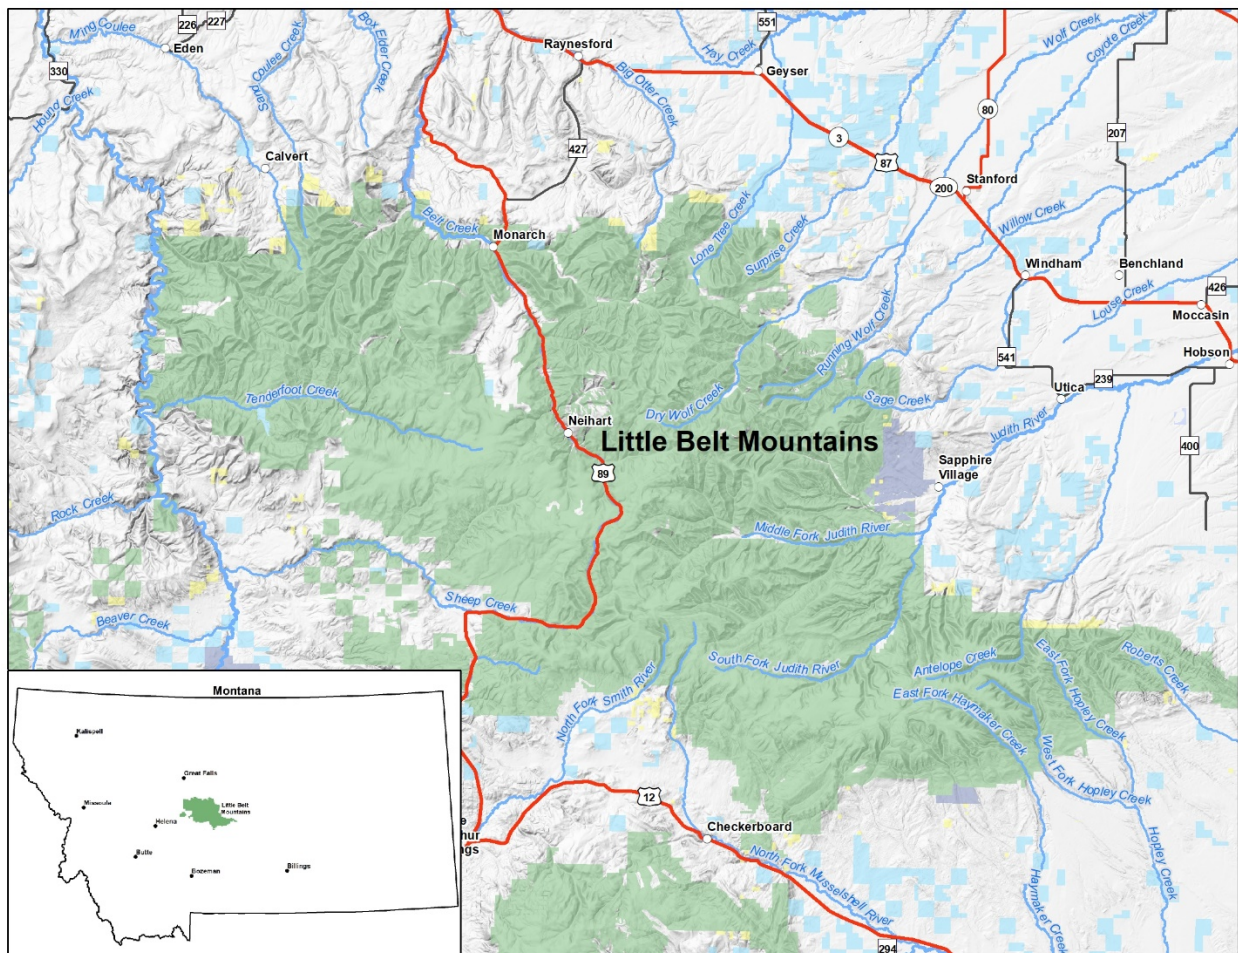 Ming Coulee
226
227
Eden
330
Hound Creek
Sand Coulee Creek
Box Elder Creek
Calvert
Raynesford
Big Otter Creek
427
Hay Creek
551
Geyser
3
87
200
80
Wolf Creek
Coyote Creek
207
Stanford
Willow Creek
Windham
Benchland
Louse Creek
426
Moccasin
Hobson
Belt Creek
Monarch
Lone Tree Creek
Surprise Creek
Running Wolf Creek
541
239
Utica
Sage Creek
Judith River
400
Tenderfoot Creek
Dry Wolf Creek
Neihart
Little Belt Mountains
89
Sapphire
Village
Rock Creek
Middle Fork Judith River
Sheep Creek
Beaver Creek
South Fork Judith River
North Fork Smith River
Antelope Creek
East Fork Haymaker Creek
East Fork Hopley Creek
Roberts Creek
West Fork Hopley Creek
12
Checkerboard
North Fork Musselshell River
Haymaker Creek
Hopley Creek
294
e
hur
ngs
Montana
Kalispell
Great Falls
Missoula
Little Belt
Mountains
Helena
Butte
Bozeman
Billings